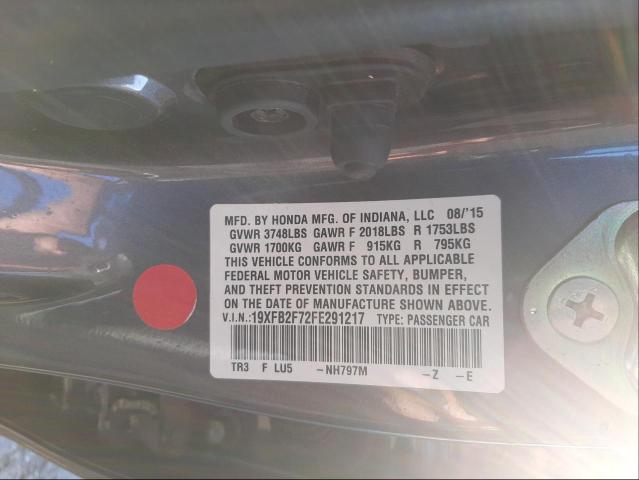 MFD. BY HONDA MFG. OF INDIANA, LLC 08/'15
GVWR 3748LBS GAWR F 2018LBS R 1753LBS
GVWR 1700KG GAWR F 915KG R 795KG
THIS VEHICLE CONFORMS TO ALL APPLICABLE
FEDERAL MOTOR VEHICLE SAFETY, BUMPER,
AND THEFT PREVENTION STANDARDS IN EFFECT
ON THE DATE OF MANUFACTURE SHOWN ABOVE.
V.I.N.:19XFB2F72FE291217 TYPE: PASSENGER CAR
TR3 F LU5 -NH797M -Z -E